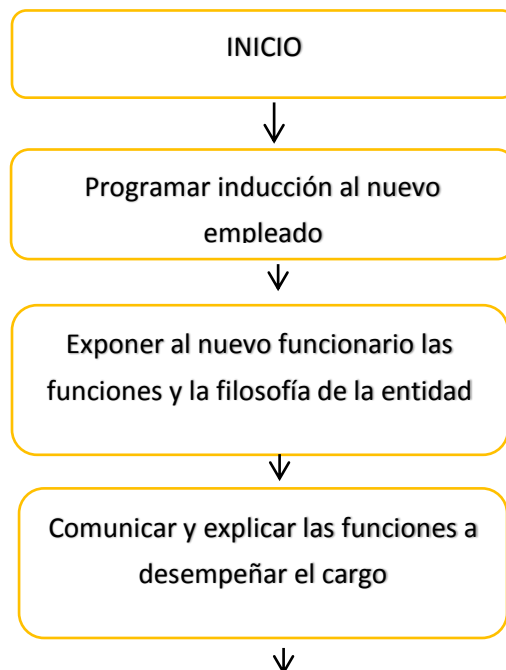 INICIO
Programar inducción al nuevo
empleado
Exponer al nuevo funcionario las
funciones y la filosofía de la entidad
Comunicar y explicar las funciones a
desempeñar el cargo